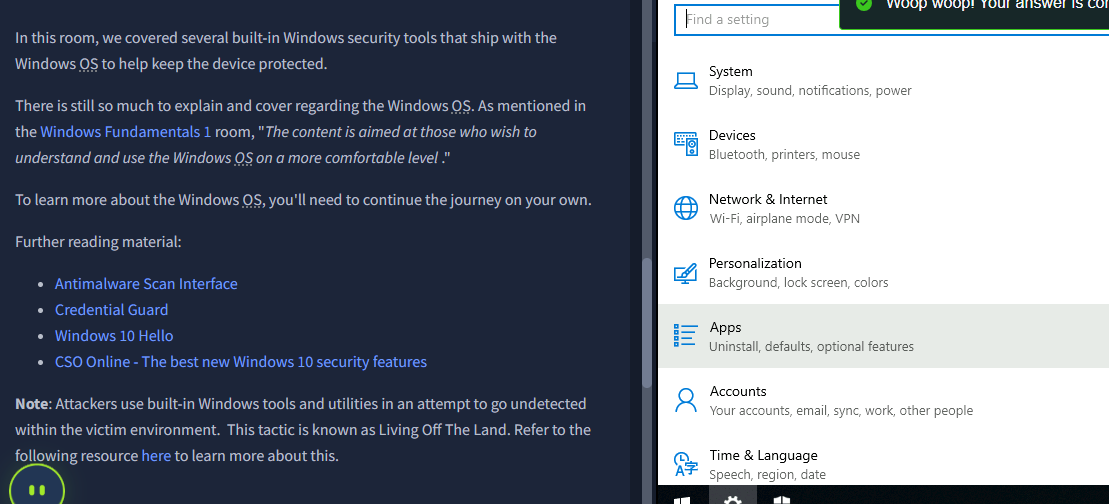 In this room, we covered several built-in Windows security tools that ship with the
Windows OS to help keep the device protected.
There is still so much to explain and cover regarding the Windows OS. As mentioned in
the Windows Fundamentals 1 room, "The content is aimed at those who wish to
understand and use the Windows OS on a more comfortable level ."
To learn more about the Windows OS, you'll need to continue the journey on your own.
Further reading material:
Antimalware Scan Interface
Credential Guard
Windows 10 Hello
CSO Online - The best new Windows 10 security features
Note: Attackers use built-in Windows tools and utilities in an attempt to go undetected
within the victim environment.  This tactic is known as Living Off The Land. Refer to the
following resource here to learn more about this.
Woop woop! Your answer is cor
Find a setting
System
Display, sound, notifications, power
Devices
Bluetooth, printers, mouse
Network & Internet
Wi-Fi, airplane mode, VPN
Personalization
Background, lock screen, colors
Apps
Uninstall, defaults, optional features
Accounts
Your accounts, email, sync, work, other people
Time & Language
Speech, region, date